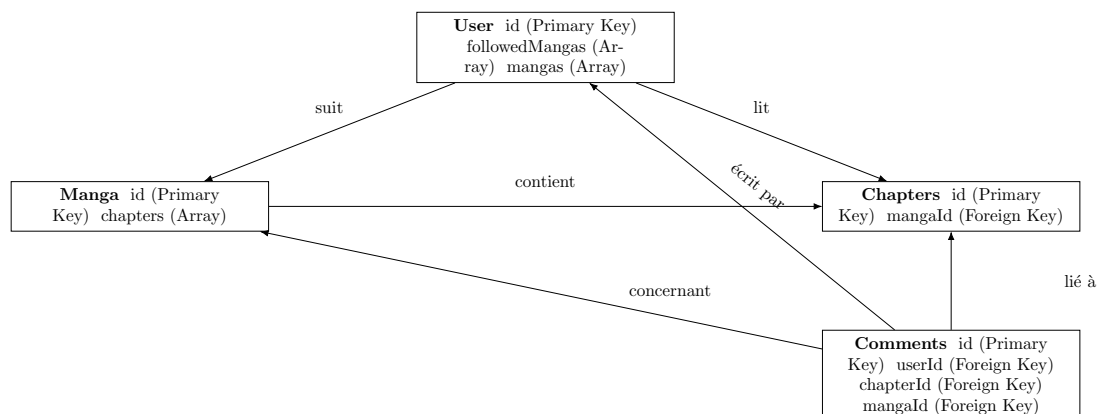 User id (Primary Key)
followedMangas (Ar-
ray) mangas (Array)
suit
lit
écrit par
Manga id (Primary
Key) chapters (Array)
contient
Chapters id (Primary
Key) mangaId (Foreign Key)
concernant
lié à
Comments id (Primary
Key) userId (Foreign Key)
chapterId (Foreign Key)
mangaId (Foreign Key)